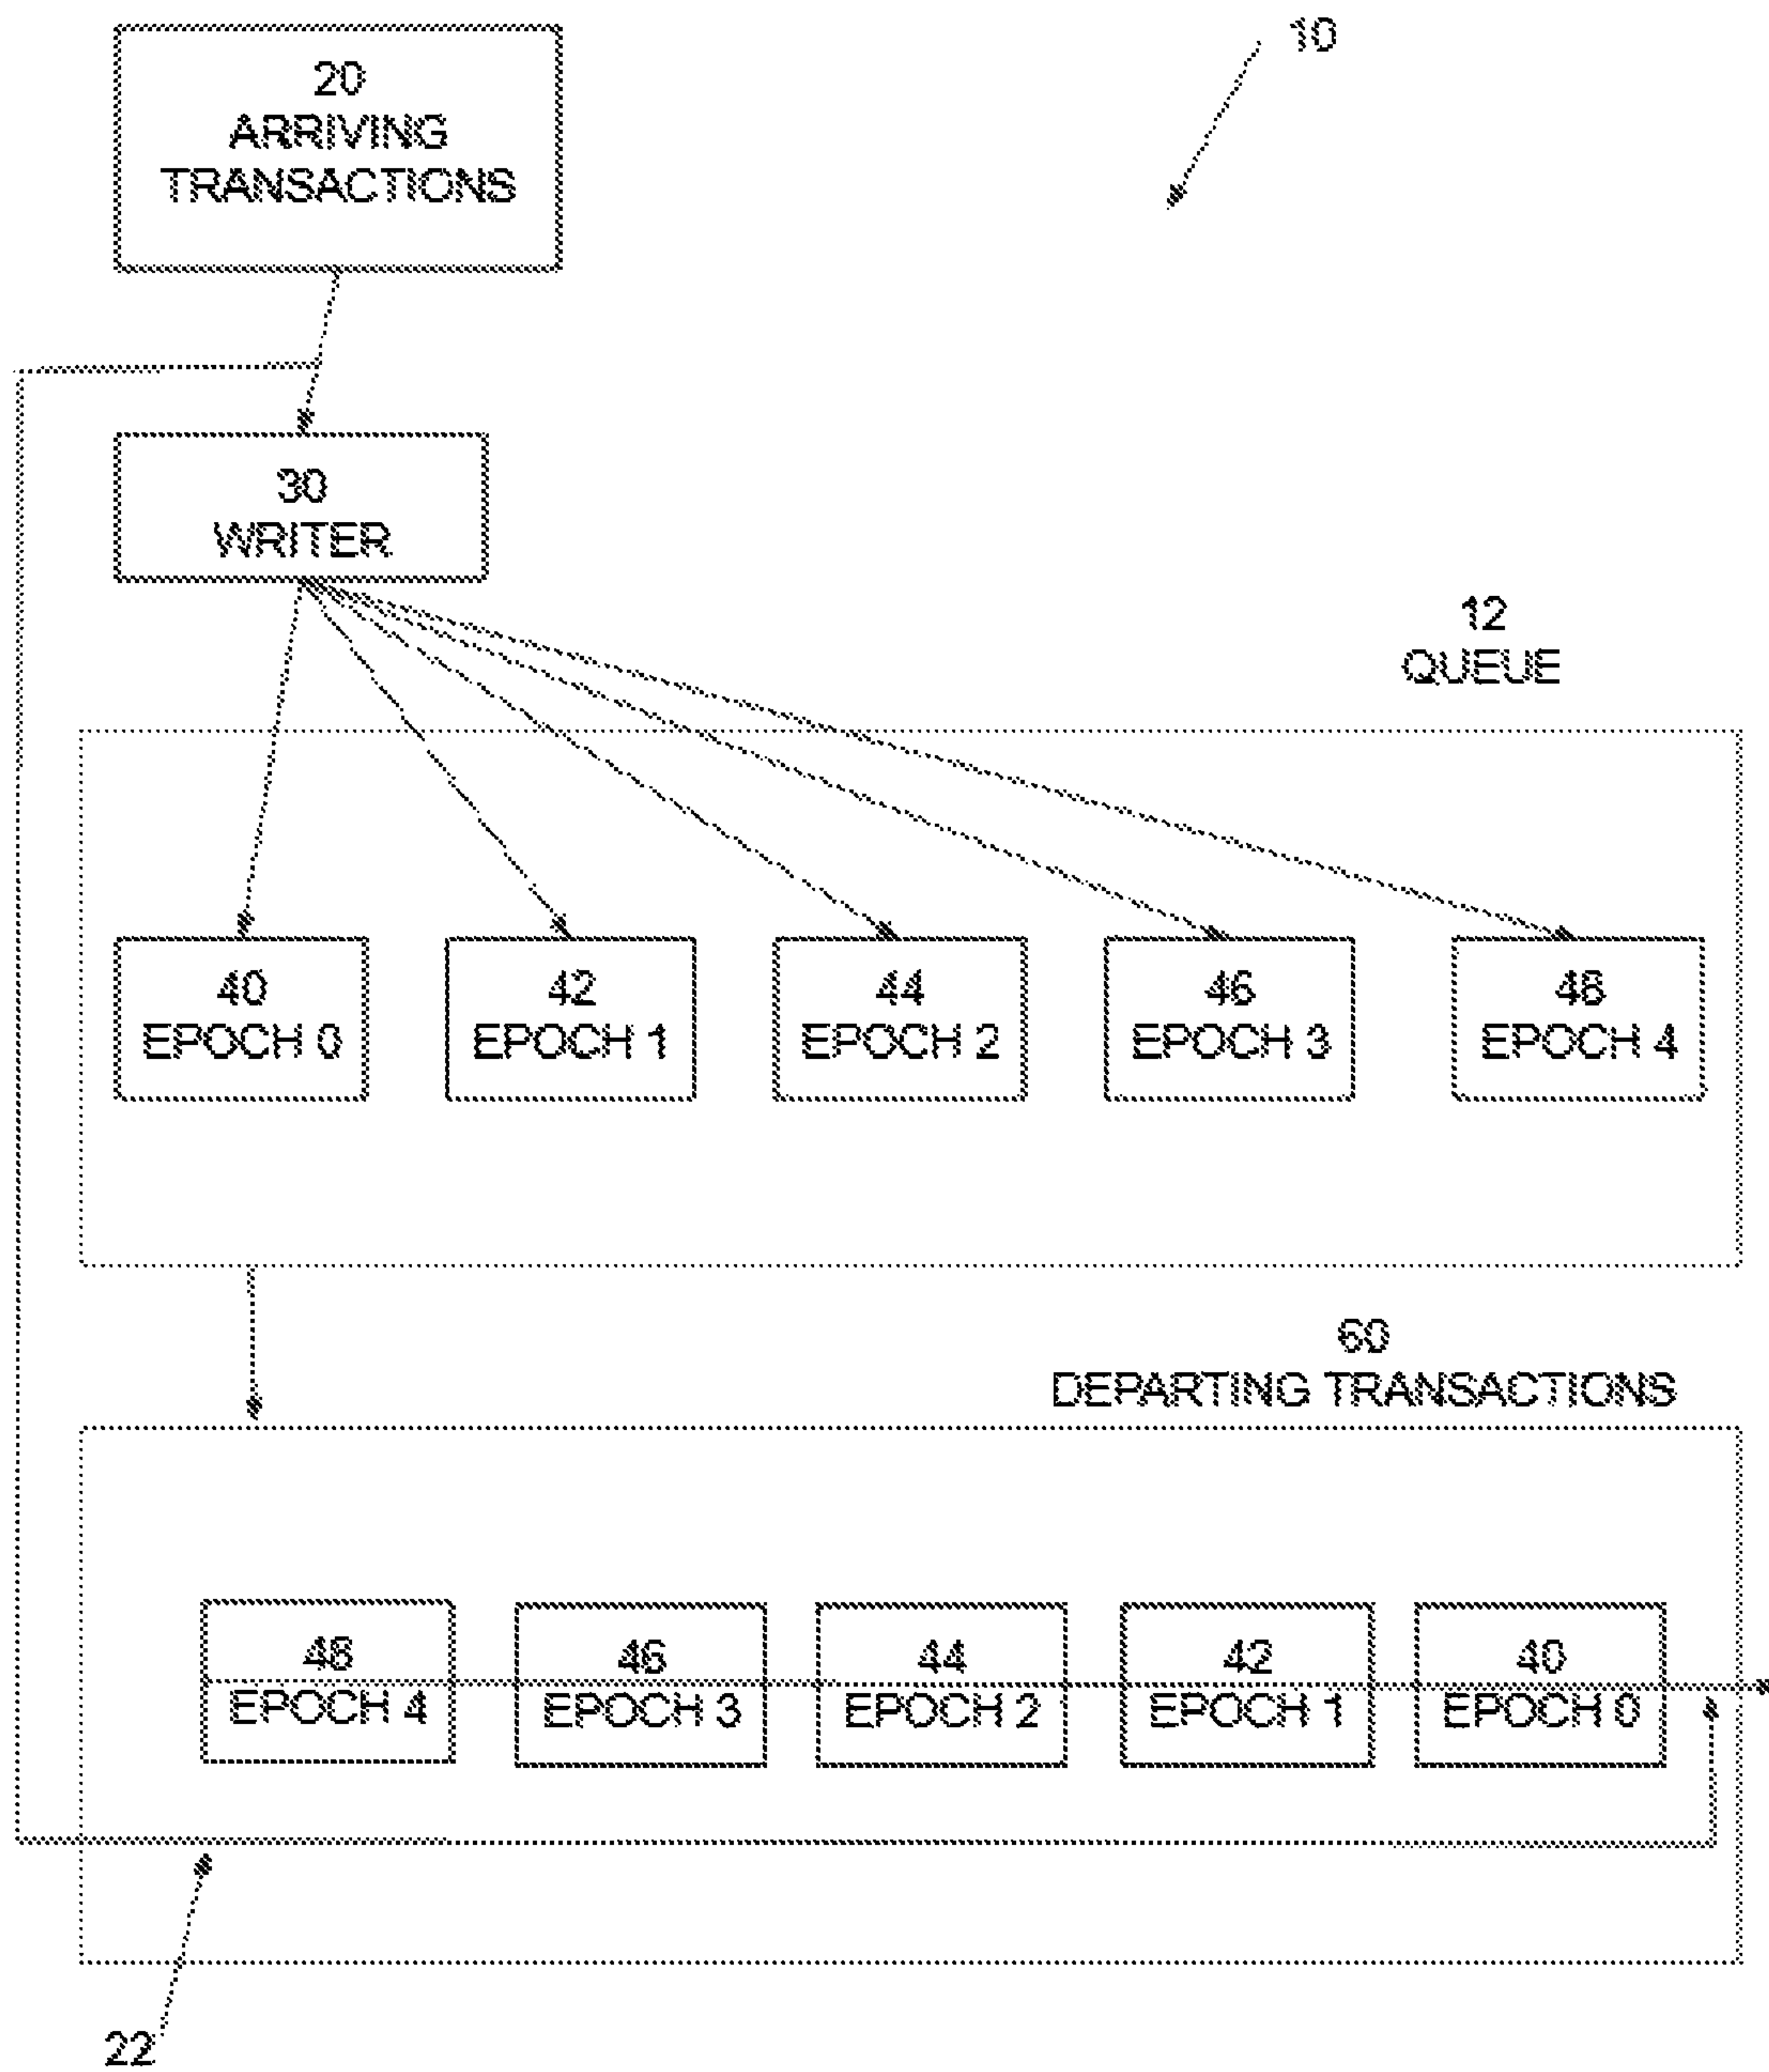 10
20
ARRIVING
TRANSACTIONS
30
WRITER
12
QUEUE
40
EPOCH 0
42
EPOCH 1
44
EPOCH 2
46
EPOCH 3
48
EPOCH 4
60
DEPARTING TRANSACTIONS
48
EPOCH 4
46
EPOCH 3
44
EPOCH 2
42
EPOCH 1
40
EPOCH 0
22